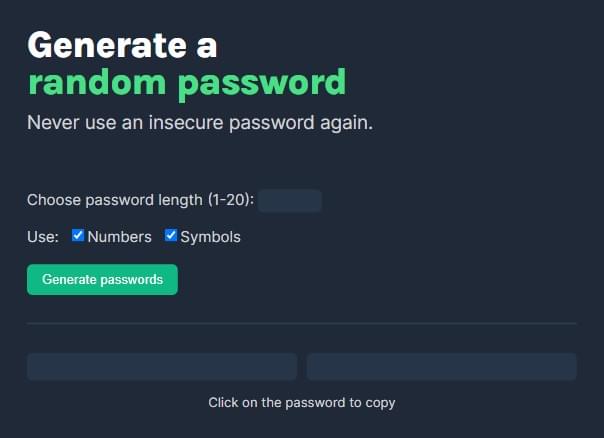 Generate a
random password
Never use an insecure password again.
Choose password length (1-20):
Use: Numbers Symbols
Generate passwords
Click on the password to copy